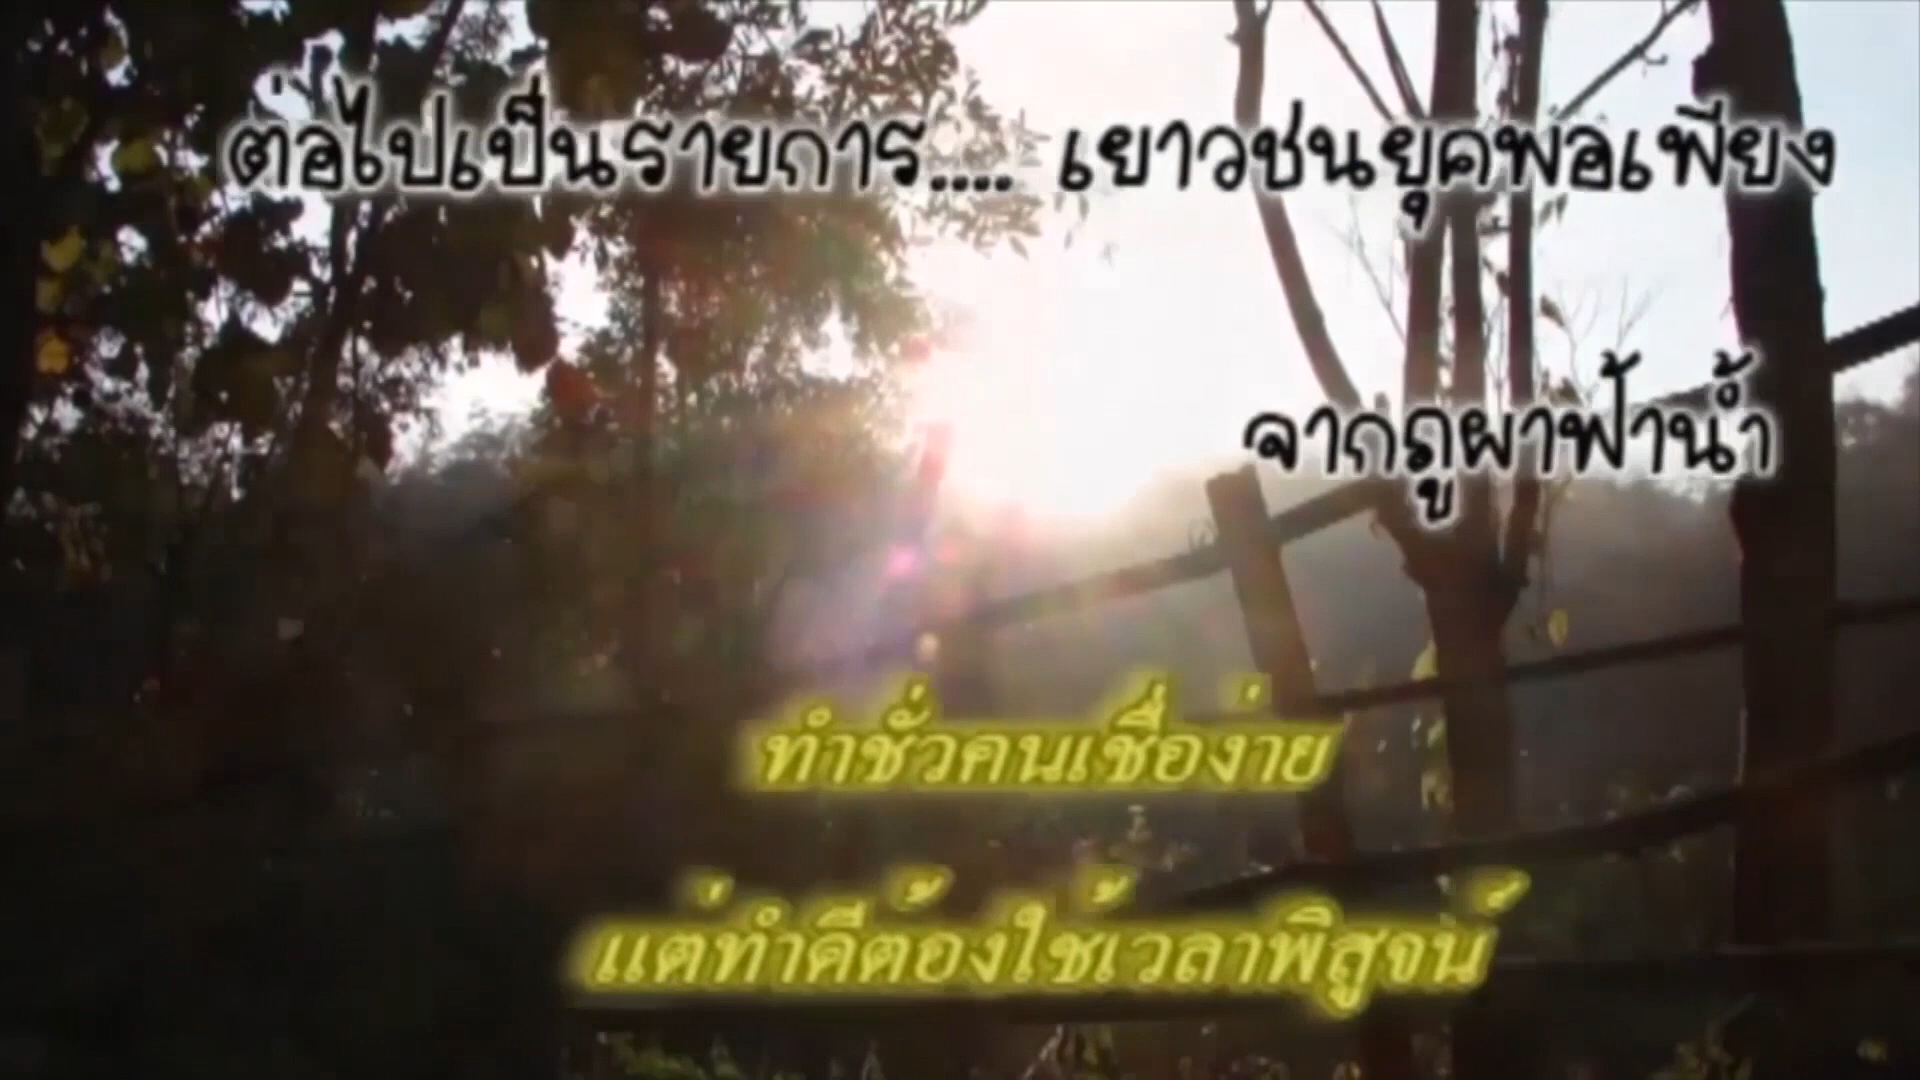 ต่อไปเป็นรายการ.... เยาวชนยุคพอเพียง
จากภูผาฟ้าน้ำ
ทำชั่วคนเชื่อง่าย
แต่ทำดีต้องใช้เวลาพิสูจน์